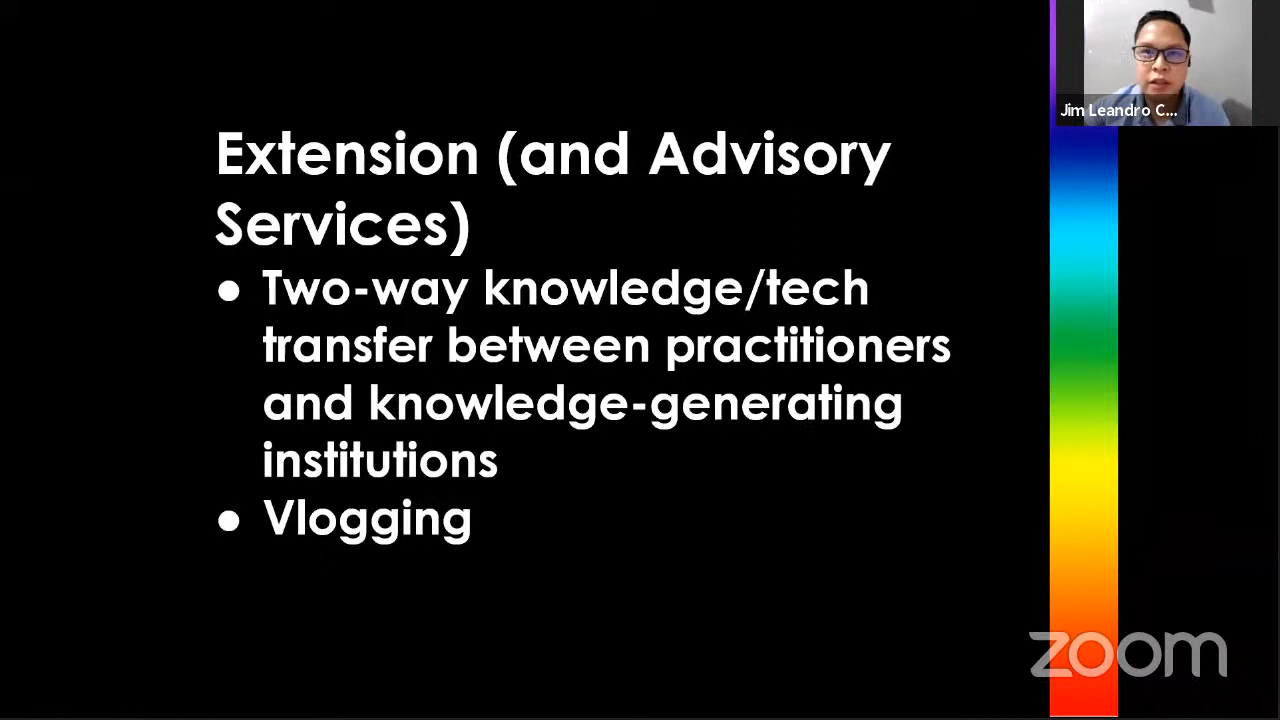 Jim Leandro C...
Extension (and Advisory
Services)
● Two-way knowledge/tech
transfer between practitioners
and knowledge-generating
institutions
● Vlogging
zoom